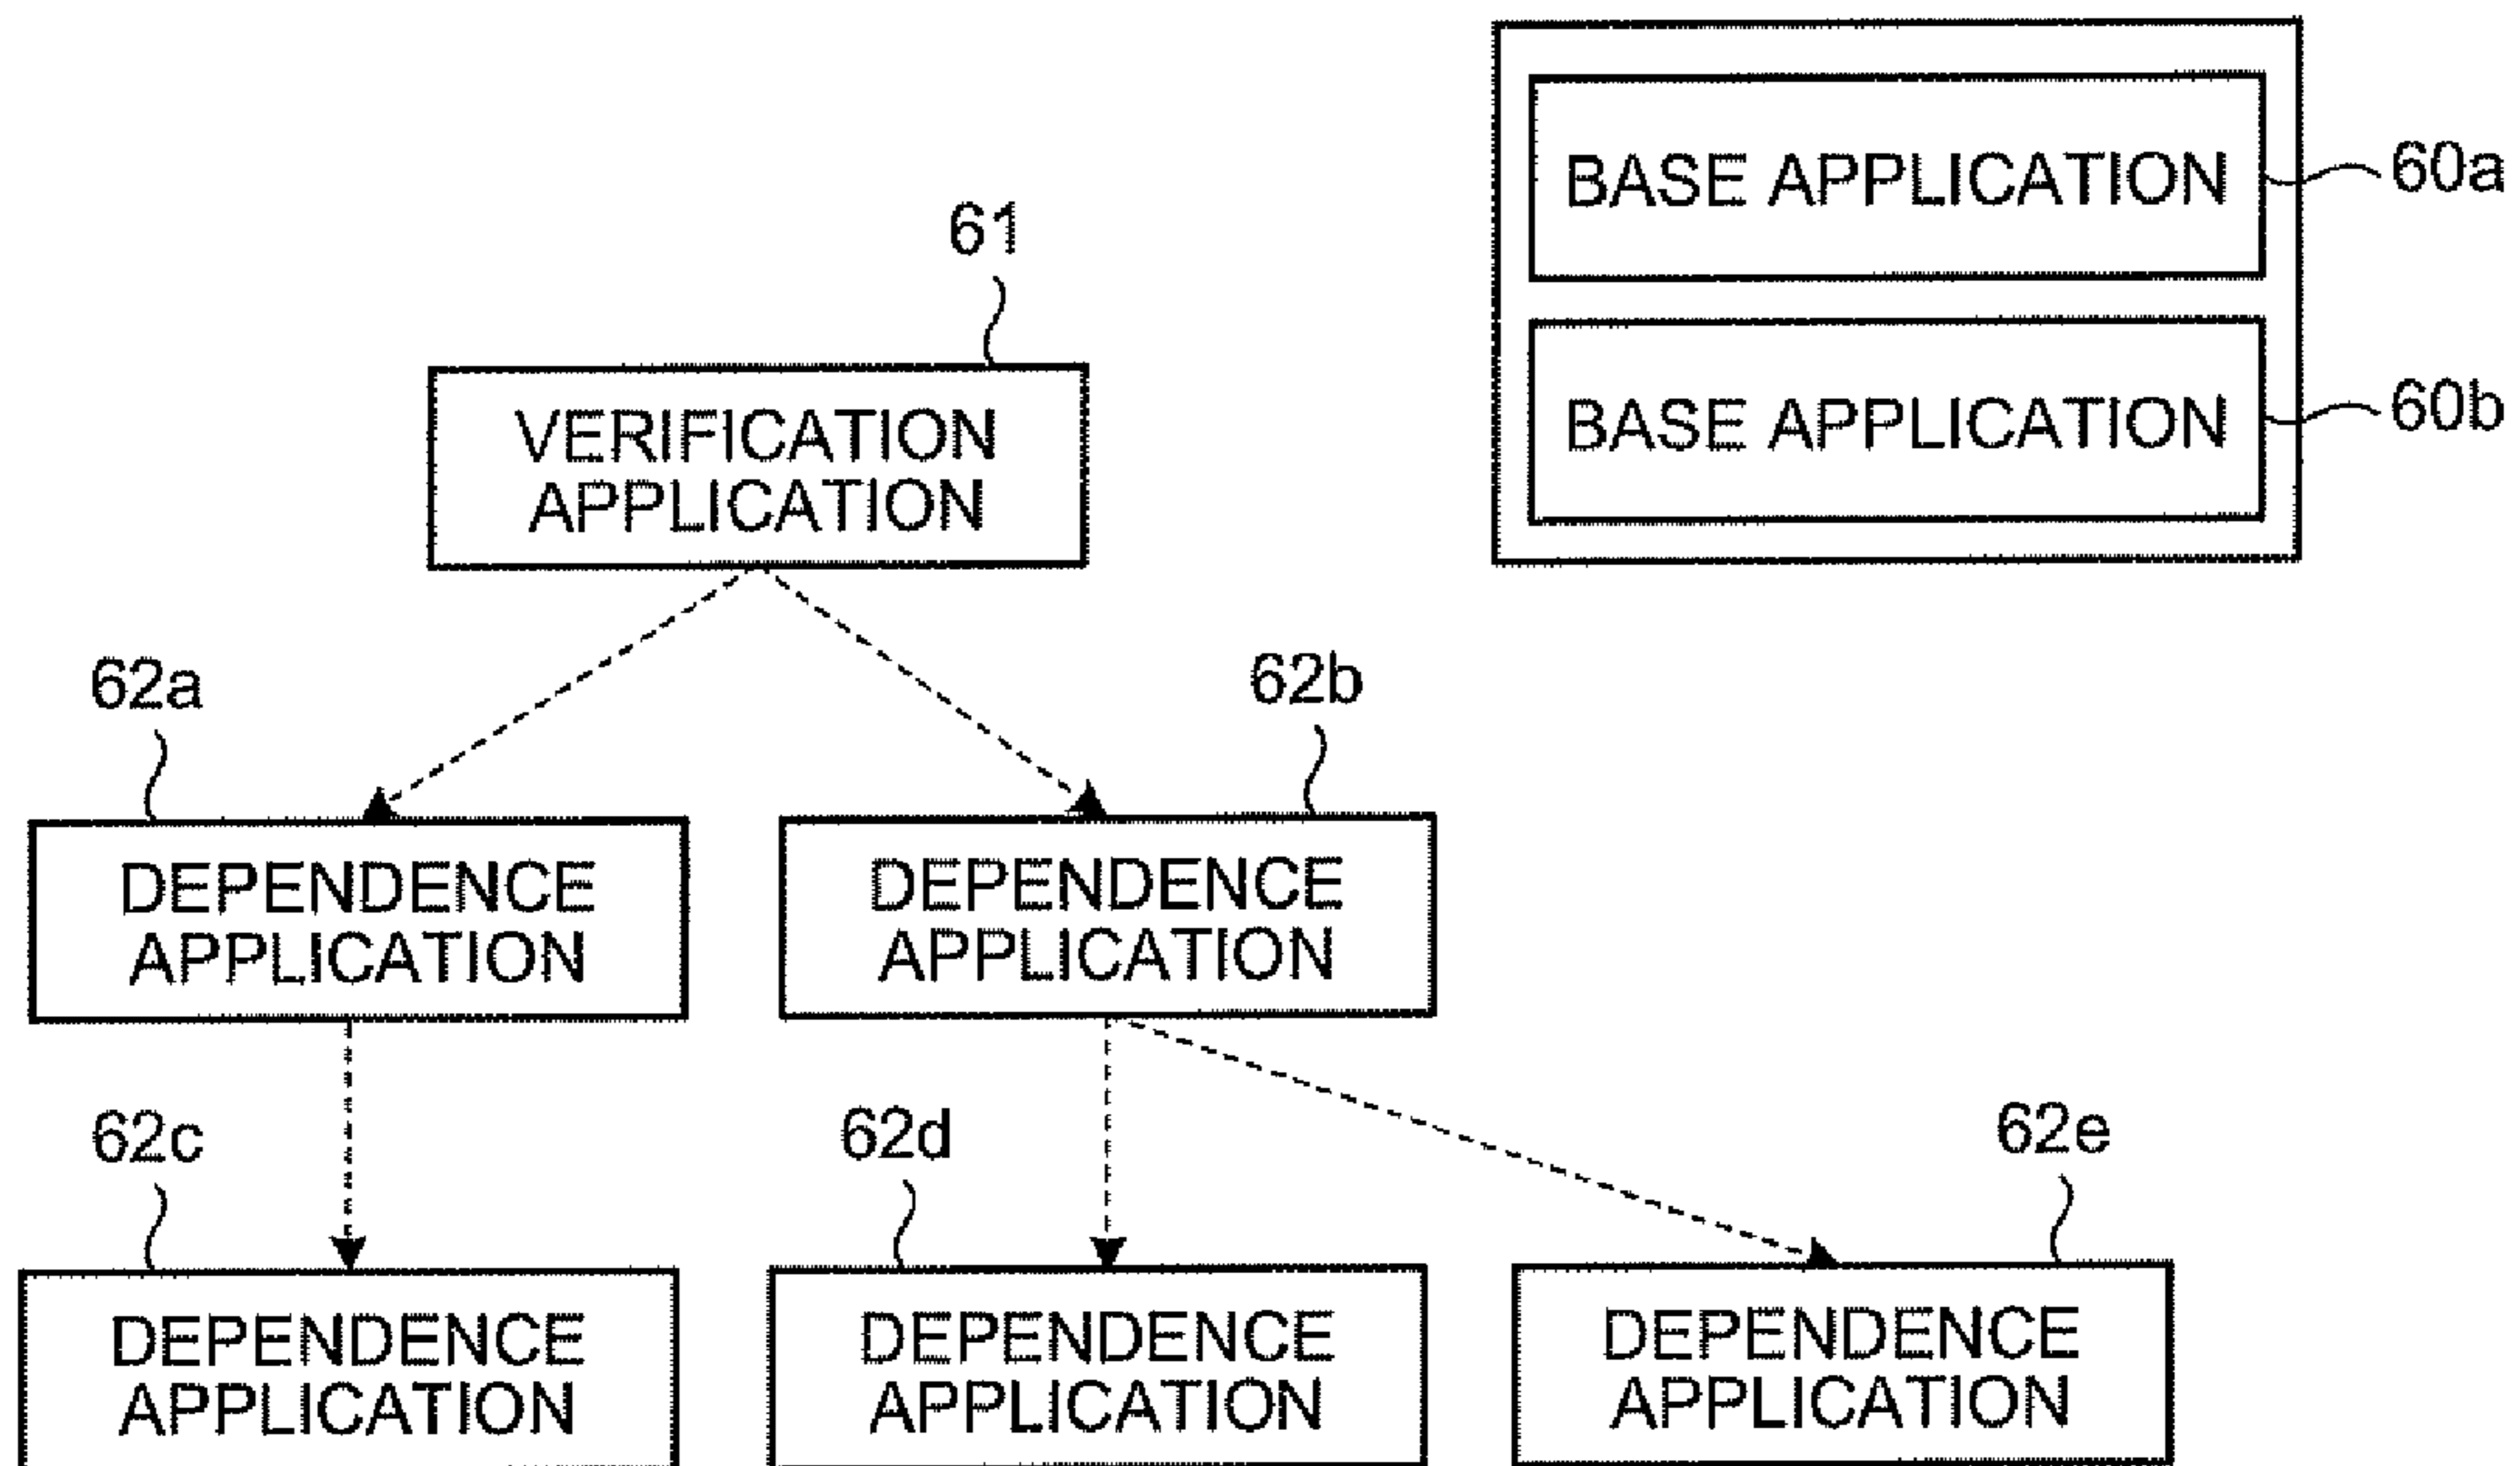 BASE APPLICATION
60a
61
BASE APPLICATION
60b
VERIFICATION
APPLICATION
62a
62b
DEPENDENCE
APPLICATION
DEPENDENCE
APPLICATION
62c
62d
62e
DEPENDENCE
APPLICATION
DEPENDENCE
APPLICATION
DEPENDENCE
APPLICATION